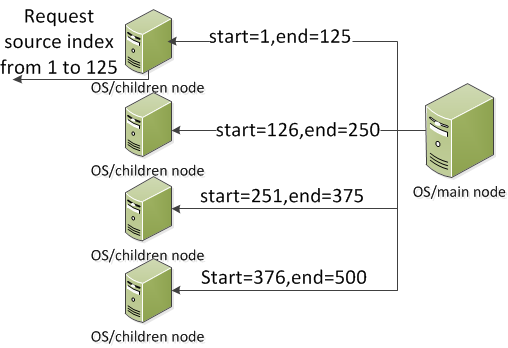 Request
source index
from 1 to 125
start=1,end=125
OS/children node
start=126,end=250
OS/children node
OS/main node
start=251,end=375
OS/children node
Start=376,end=500
OS/children node